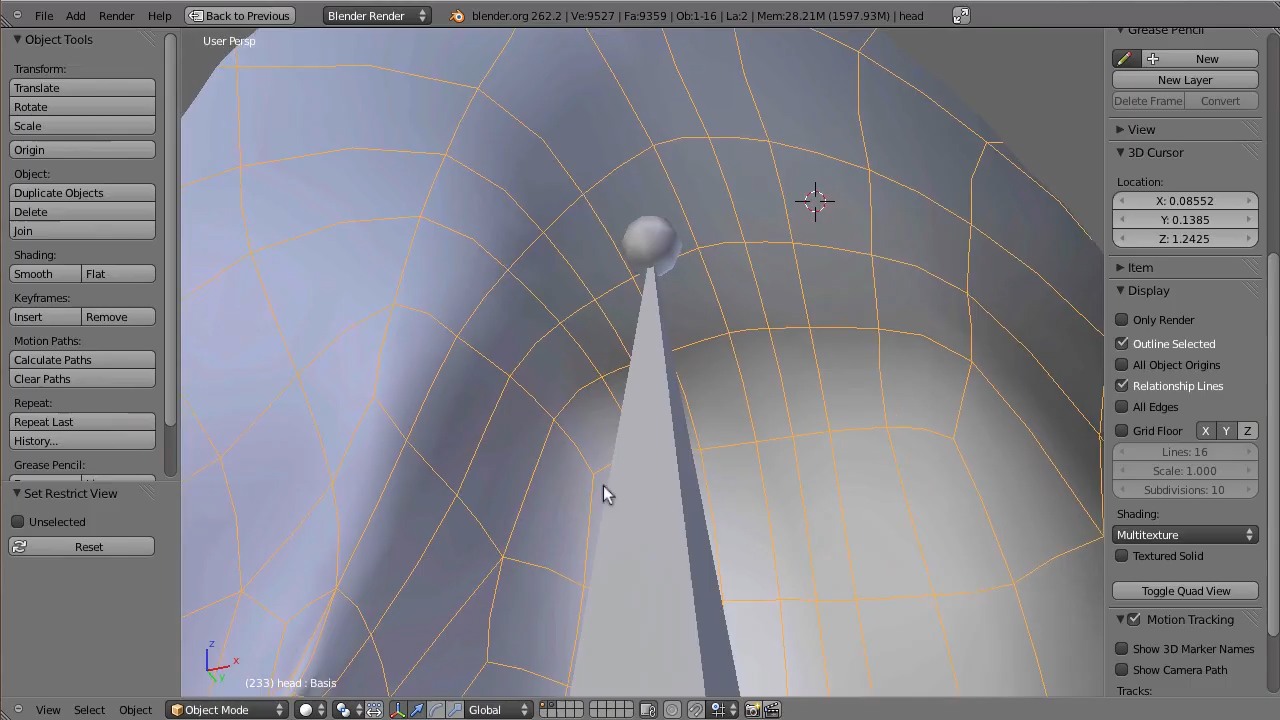 File Add Render Help Back to Previous Blender Render blender.org 262.2 | Ve:9527 | Fa:9359 | Ob:1-16 | La:2 | Mem:28.21M (1597.93M) | head
Object Tools
Transform:
Translate
Rotate
Scale
Origin
Object:
Duplicate Objects
Delete
Join
Shading:
Smooth Flat
Keyframes:
Insert Remove
Motion Paths:
Calculate Paths
Clear Paths
Repeat:
Repeat Last
History...
Grease Pencil:
Set Restrict View
Unselected
Reset
User Persp
z
x
y
(233) head : Basis
Grease Pencil
New
New Layer
Delete Frame Convert
View
3D Cursor
Location:
X: 0.08552
Y: 0.1385
Z: 1.2425
Item
Display
Only Render
Outline Selected
All Object Origins
Relationship Lines
All Edges
Grid Floor X Y Z
Lines: 16
Scale: 1.000
Subdivisions: 10
Shading:
Multitexture
Textured Solid
Toggle Quad View
Motion Tracking
Show 3D Marker Names
Show Camera Path
Tracks:
View Select Object Object Mode Global